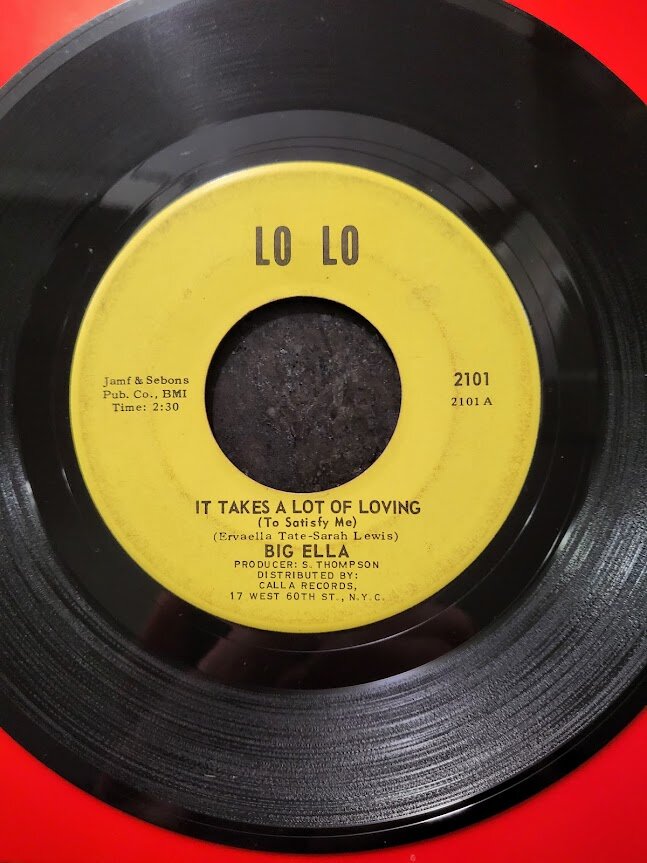 LO LO
Jamf & Sebons
Pub. Co., BMI
Time: 2:30
2101
2101 A
IT TAKES A LOT OF LOVING
(To Satisfy Me)
(Ervaella Tate-Sarah Lewis)
BIG ELLA
PRODUCER: S. THOMPSON
DISTRIBUTED BY:
CALLA RECORDS,
17 WEST 60TH ST., N.Y.C.